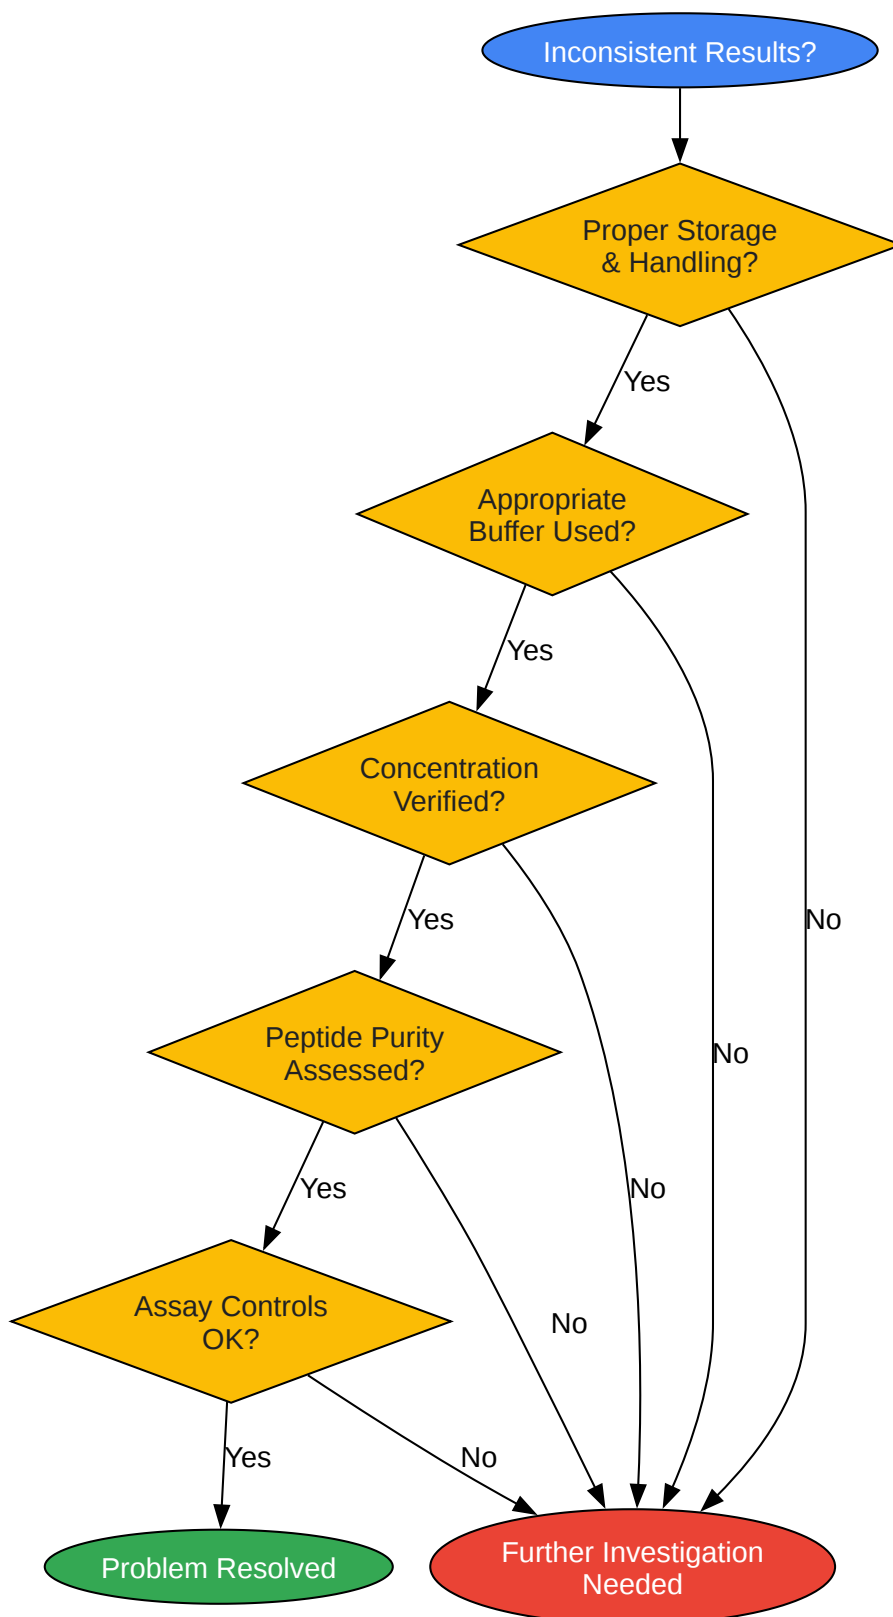 Inconsistent Results?
Proper Storage
& Handling?
Yes
Appropriate
Buffer Used?
Yes
Concentration
Verified?
Yes
No
Peptide Purity
Assessed?
No
Yes
No
Assay Controls
OK?
No
Yes
No
Problem Resolved
Further Investigation
Needed